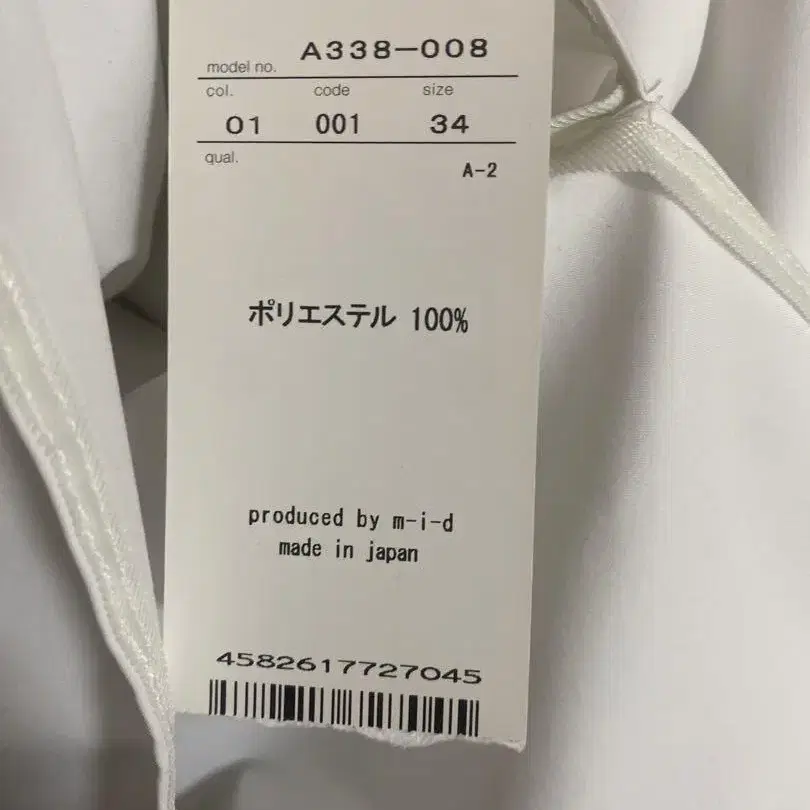 model no. A338-008
col. code size
01 001 34
qual.
A-2
ポリエステル 100%
produced by m-i-d
made in japan
4582617727045